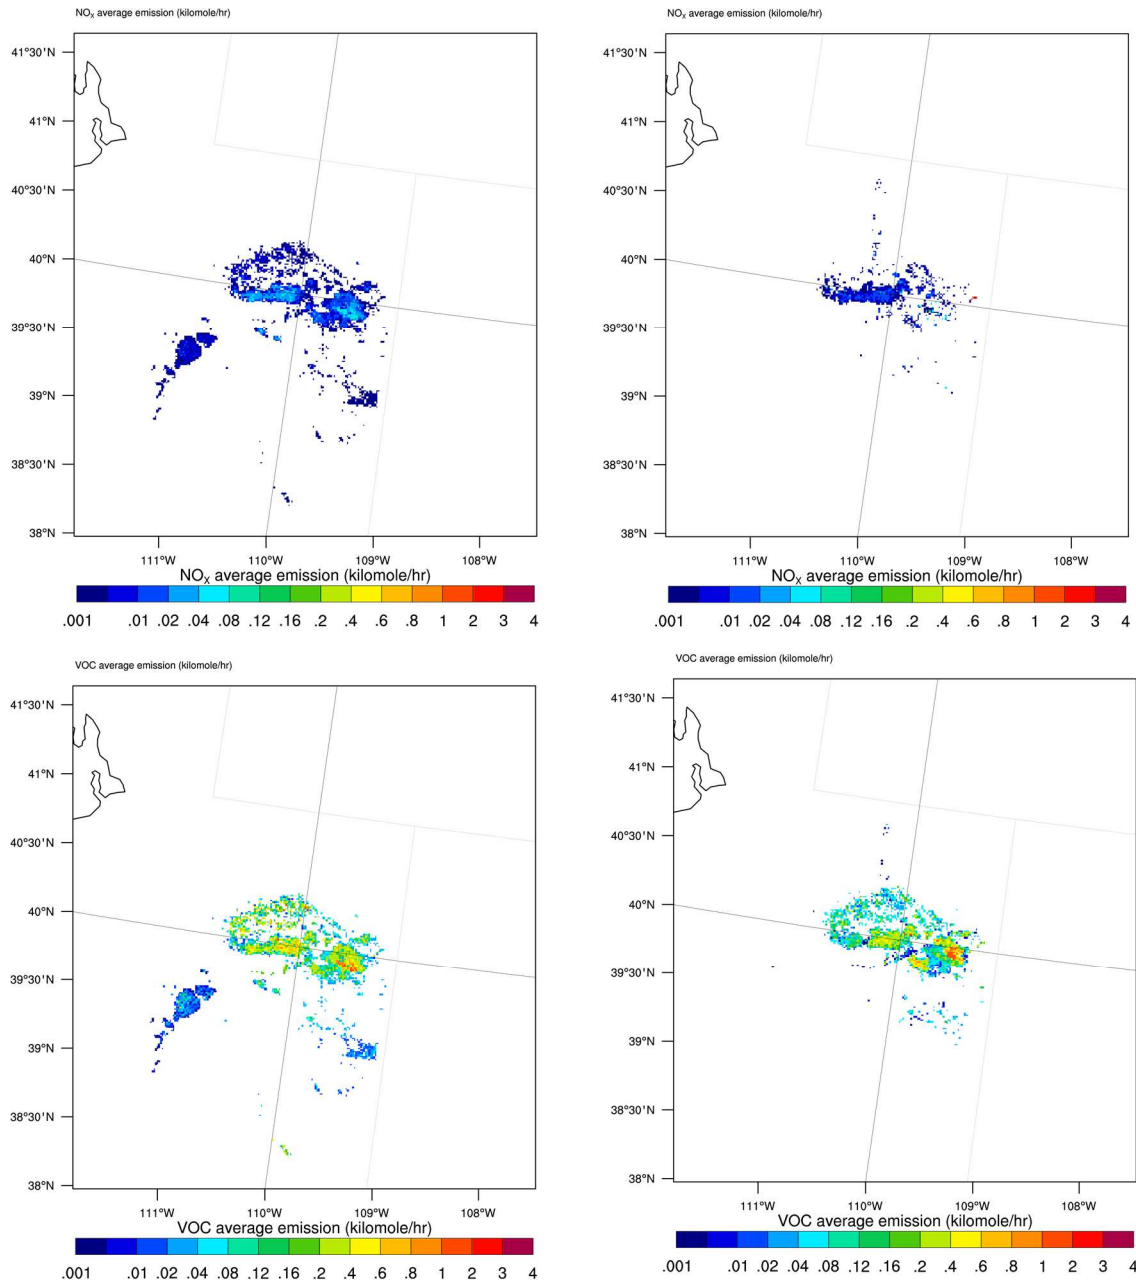 NOX average emission (kilomole/hr)
41°30'N
41°N
40°30'N
40°N
39°30'N
39°N
38°30'N
38°N
111°W 110°W 109°W 108°W
NOX average emission (kilomole/hr)
.001 .01 .02 .04 .08 .12 .16 .2 .4 .6 .8 1 2 3 4
NOX average emission (kilomole/hr)
41°30'N
41°N
40°30'N
40°N
39°30'N
39°N
38°30'N
38°N
111°W 110°W 109°W 108°W
NOX average emission (kilomole/hr)
.001 .01 .02 .04 .08 .12 .16 .2 .4 .6 .8 1 2 3 4
VOC average emission (kilomole/hr)
41°30'N
41°N
40°30'N
40°N
39°30'N
39°N
38°30'N
38°N
111°W 110°W 109°W 108°W
VOC average emission (kilomole/hr)
.001 .01 .02 .04 .08 .12 .16 .2 .4 .6 .8 1 2 3 4
VOC average emission (kilomole/hr)
41°30'N
41°N
40°30'N
40°N
39°30'N
39°N
38°30'N
38°N
111°W 110°W 109°W 108°W
VOC average emission (kilomole/hr)
.001 .01 .02 .04 .08 .12 .16 .2 .4 .6 .8 1 2 3 4